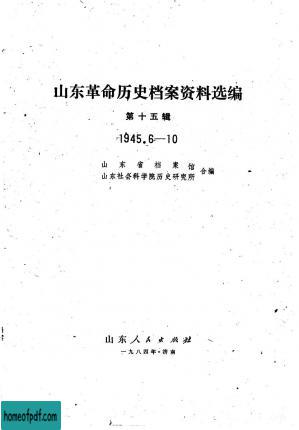 山东革命历史档案资料选编
第十五辑
1945.6—10
山东省档案馆
山东社会科学院历史研究所
合编
山东人民出版社
一九八四年·济南
homeofpdf.com